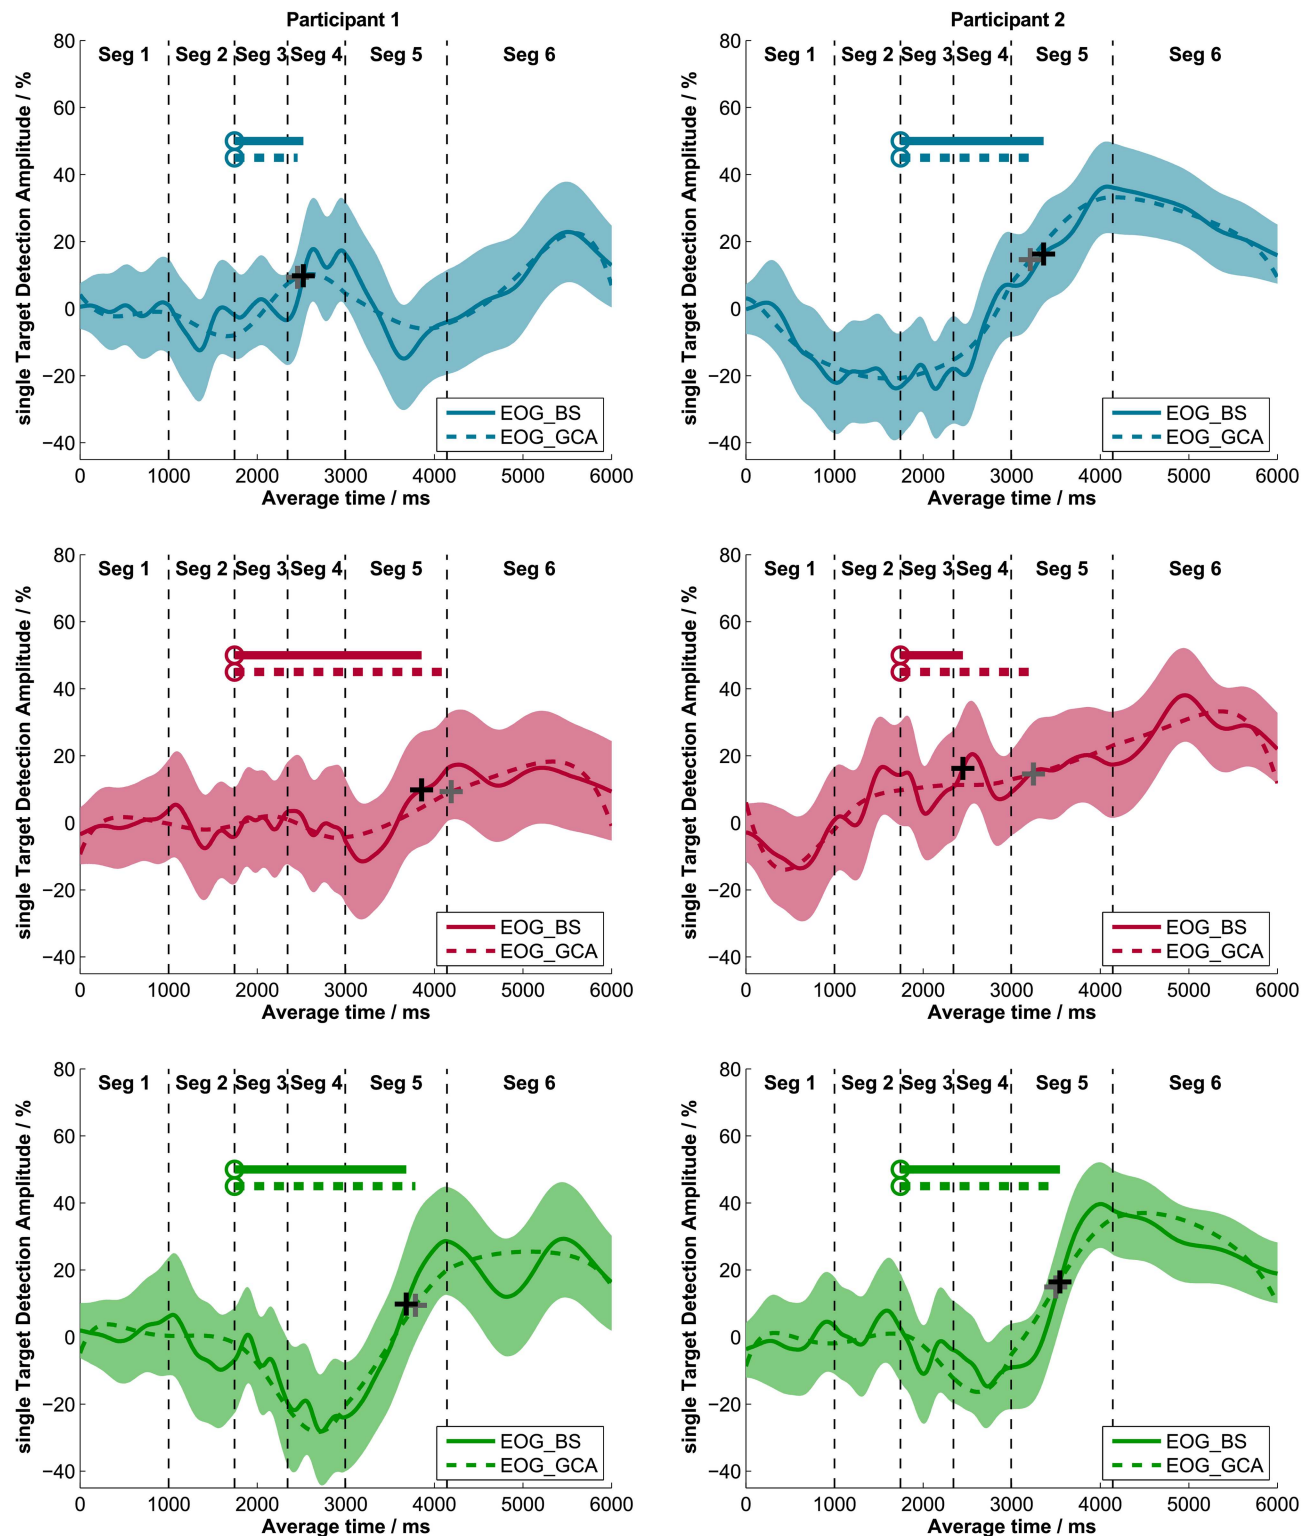 Participant 1
Participant 2
Seg 1 Seg 2 Seg 3 Seg 4 Seg 5 Seg 6
80
60
40
20
0
−20
−40
single Target Detection Amplitude / %
EOG_BS
EOG_GCA
0 1000 2000 3000 4000 5000 6000
Average time / ms
Seg 1 Seg 2 Seg 3 Seg 4 Seg 5 Seg 6
80
60
40
20
0
−20
−40
single Target Detection Amplitude / %
EOG_BS
EOG_GCA
0 1000 2000 3000 4000 5000 6000
Average time / ms
Seg 1 Seg 2 Seg 3 Seg 4 Seg 5 Seg 6
80
60
40
20
0
−20
−40
single Target Detection Amplitude / %
EOG_BS
EOG_GCA
0 1000 2000 3000 4000 5000 6000
Average time / ms
Seg 1 Seg 2 Seg 3 Seg 4 Seg 5 Seg 6
80
60
40
20
0
−20
−40
single Target Detection Amplitude / %
EOG_BS
EOG_GCA
0 1000 2000 3000 4000 5000 6000
Average time / ms
Seg 1 Seg 2 Seg 3 Seg 4 Seg 5 Seg 6
80
60
40
20
0
−20
−40
single Target Detection Amplitude / %
EOG_BS
EOG_GCA
0 1000 2000 3000 4000 5000 6000
Average time / ms
Seg 1 Seg 2 Seg 3 Seg 4 Seg 5 Seg 6
80
60
40
20
0
−20
−40
single Target Detection Amplitude / %
EOG_BS
EOG_GCA
0 1000 2000 3000 4000 5000 6000
Average time / ms